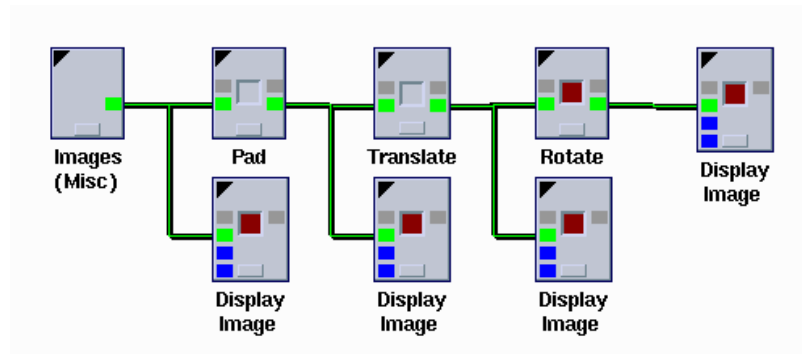 Images
(Misc)
Pad
Translate
Rotate
Display
Image
Display
Image
Display
Image
Display
Image